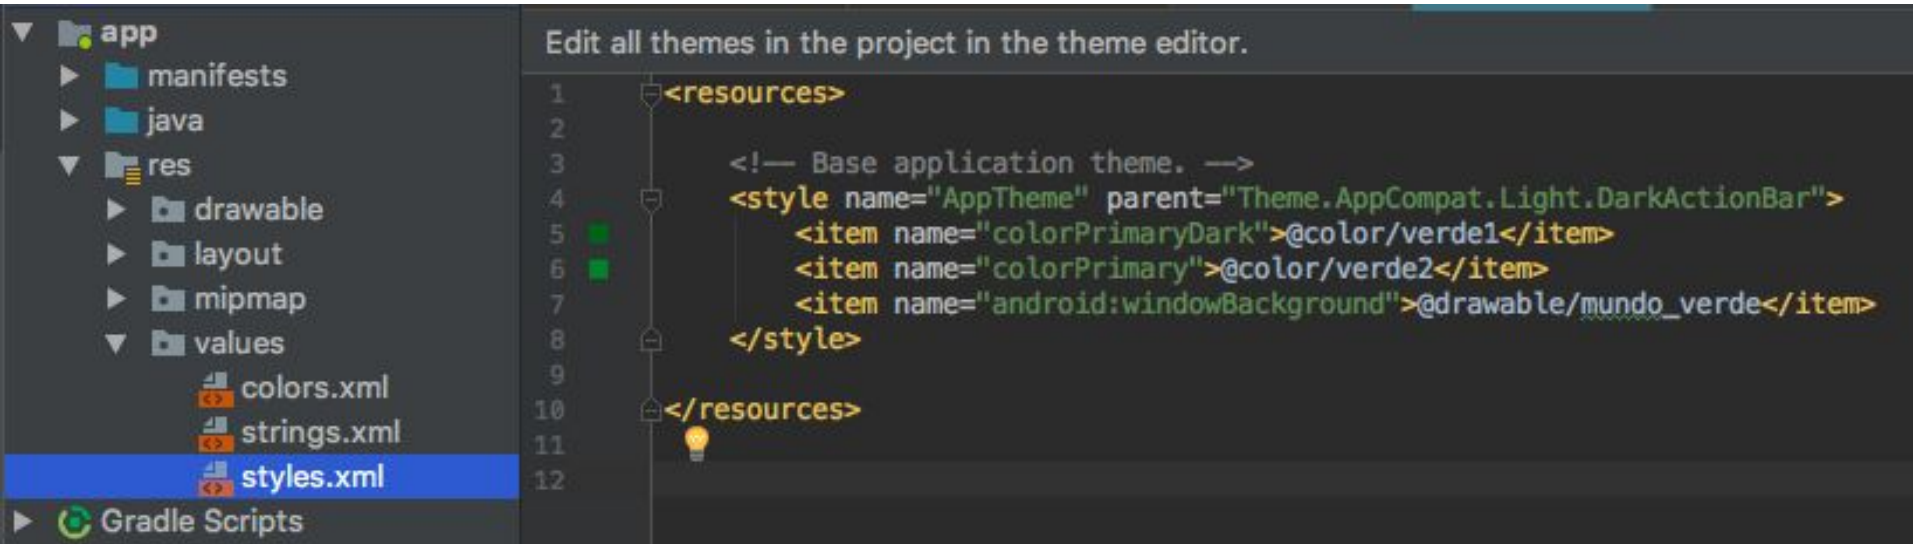 app
manifests
java
res
drawable
layout
mipmap
values
colors.xml
strings.xml
styles.xml
Gradle Scripts
Edit all themes in the project in the theme editor.
1 <resources>
2
3 <!-- Base application theme. -->
4 <style name="AppTheme" parent="Theme.AppCompat.Light.DarkActionBar">
5 <item name="colorPrimaryDark">@color/verde1</item>
6 <item name="colorPrimary">@color/verde2</item>
7 <item name="android:windowBackground">@drawable/mundo_verde</item>
8 </style>
9
10 </resources>
11
12